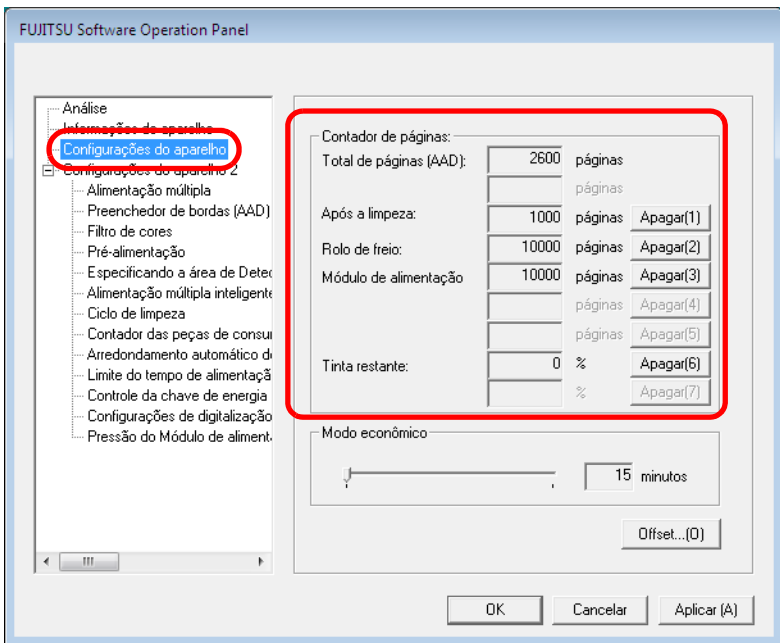 FUJITSU Software Operation Panel
Análise
Informações do aparelho
Configurações do aparelho
Configurações do aparelho 2
Alimentação múltipla
Preenchedor de bordas (AAD)
Filtro de cores
Pré-alimentação
Especificando a área de Detec
Alimentação múltipla inteligente
Ciclo de limpeza
Contador das peças de consu
Arredondamento automático d
Limite do tempo de alimentaçã
Controle da chave de energia
Configurações de digitalização
Pressão do Módulo de aliment
Contador de páginas:
Total de páginas (AAD): 2600 páginas
páginas
Após a limpeza: 1000 páginas Apagar(1)
Rolo de freio: 10000 páginas Apagar(2)
Módulo de alimentação 10000 páginas Apagar(3)
páginas Apagar(4)
páginas Apagar(5)
Tinta restante: 0 % Apagar(6)
% Apagar(7)
Modo econômico
15 minutos
Offset...(O)
OK Cancelar Aplicar (A)